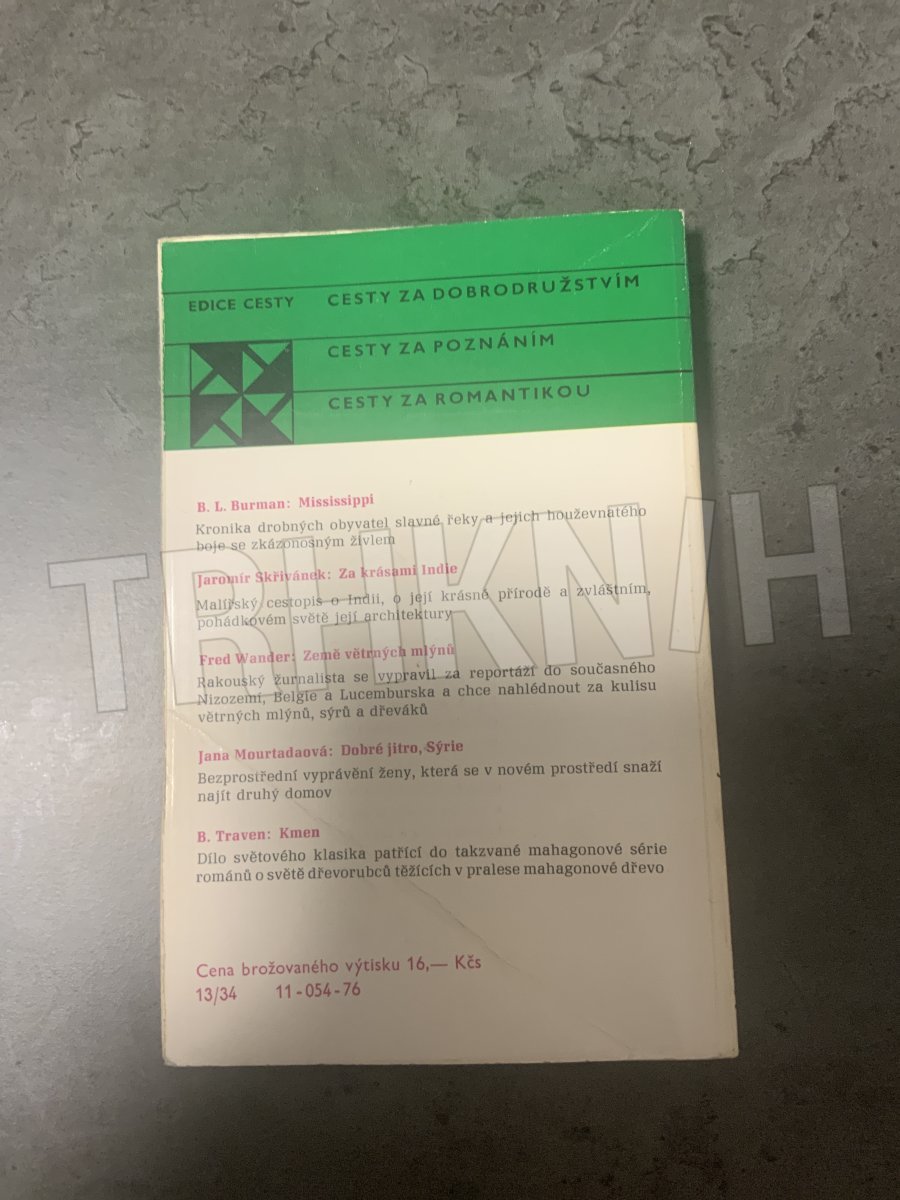 EDICE CESTY
CESTY ZA DOBRODRUŽSTVÍM
CESTY ZA POZNÁNÍM
CESTY ZA ROMANTIKOU
B. L. Burman: Mississippi
Kronika drobných obyvatel slavné řeky a jejich houževnatého
boje se zkázonosným živlem
Jaromír Skřivánek: Za krásami Indie
Malířský cestopis o Indii, o její krásné přírodě a zvláštním,
pohádkovém světě její architektury
Fred Wander: Země větrných mlýnů
Rakouský žurnalista se vypravil za reportáží do současného
Nizozemí, Belgie a Lucemburska a chce nahlédnout za kulisu
větrných mlýnů, sýrů a dřeváků
Jana Mourtadaová: Dobré jitro, Sýrie
Bezprostřední vyprávění ženy, která se v novém prostředí snaží
najít druhý domov
B. Traven: Kmen
Dílo světového klasika patřící do takzvané mahagonové série
románů o světě dřevorubců těžících v pralese mahagonové dřevo
Cena brožovaného výtisku 16,— Kčs
13/34 11-054-76
TRHKNIH